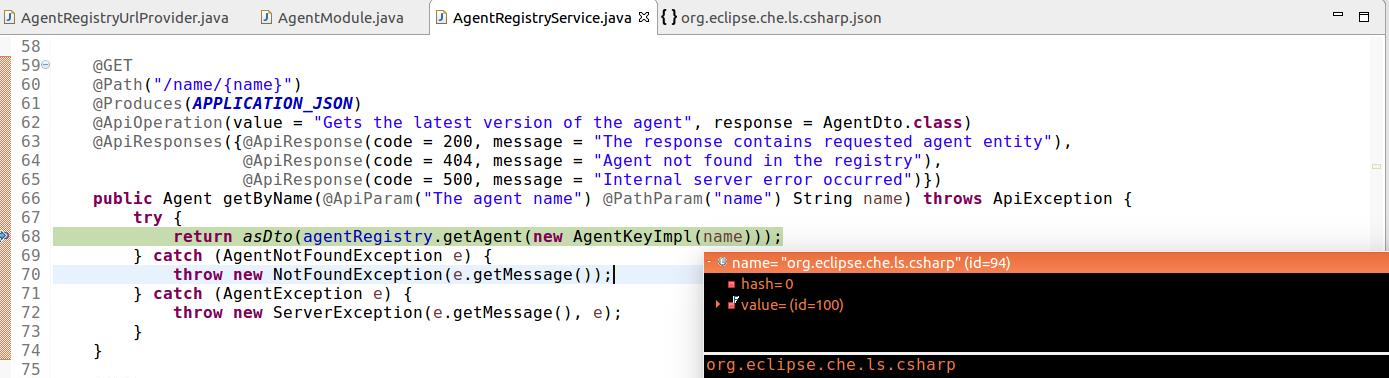 AgentRegistryUrlProvider.java AgentModule.java AgentRegistryService.java org.eclipse.che.ls.csharp.json
58
59 @GET
60 @Path("/name/{name}")
61 @Produces(APPLICATION_JSON)
62 @ApiOperation(value = "Gets the latest version of the agent", response = AgentDto.class)
63 @ApiResponses({@ApiResponse(code = 200, message = "The response contains requested agent entity"),
64 @ApiResponse(code = 404, message = "Agent not found in the registry"),
65 @ApiResponse(code = 500, message = "Internal server error occurred")})
66 public Agent getByName(@ApiParam("The agent name") @PathParam("name") String name) throws ApiException {
67 try {
68 return asDto(agentRegistry.getAgent(new AgentKeyImpl(name)));
69 } catch (AgentNotFoundException e) {
70 throw new NotFoundException(e.getMessage());
71 } catch (AgentException e) {
72 throw new ServerException(e.getMessage(), e);
73 }
74 }
75
name= "org.eclipse.che.ls.csharp" (id=94)
hash= 0
value= (id=100)
org.eclipse.che.ls.csharp